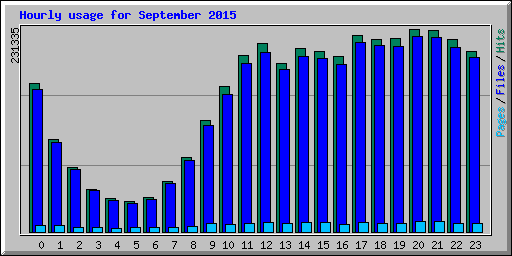 Hourly usage for September 2015
231335
Pages / Files / Hits
0 1 2 3 4 5 6 7 8 9 10 11 12 13 14 15 16 17 18 19 20 21 22 23